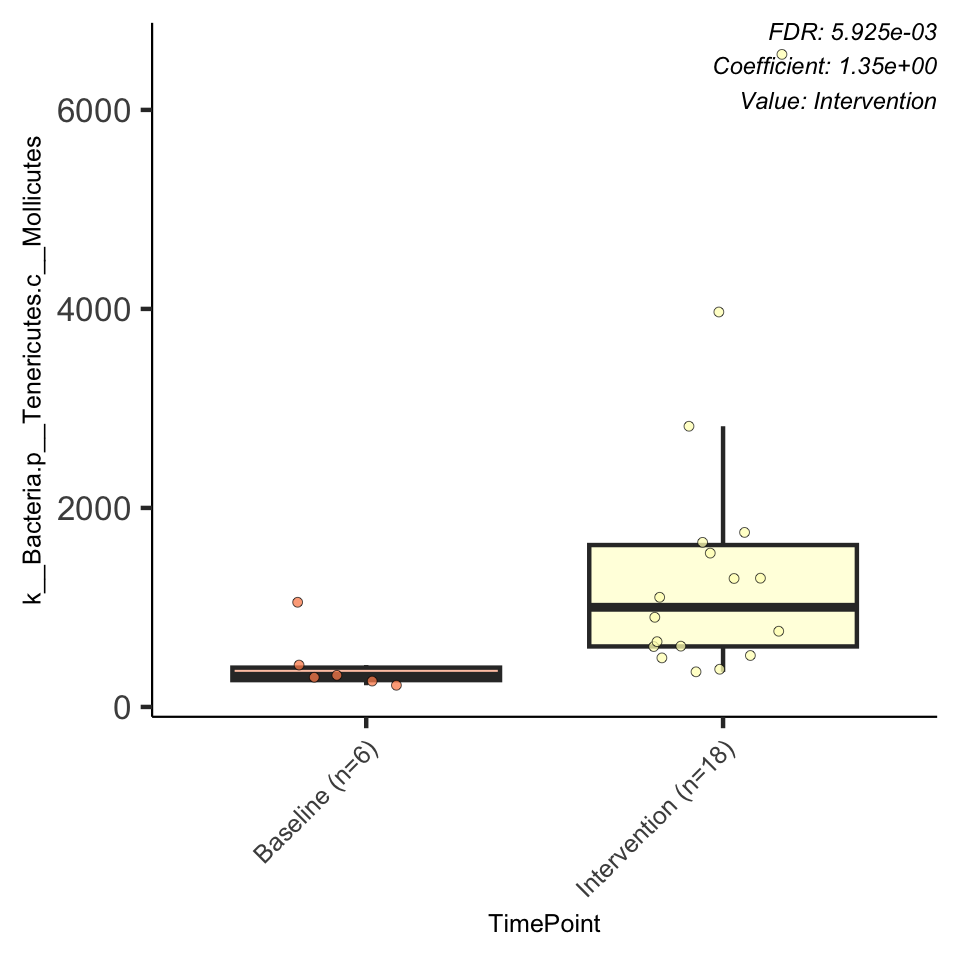 FDR: 5.925e-03
Coefficient: 1.35e+00
Value: Intervention
k__Bacteria.p__Tenericutes.c__Mollicutes
6000
4000
2000
0
Baseline (n=6)
Intervention (n=18)
TimePoint